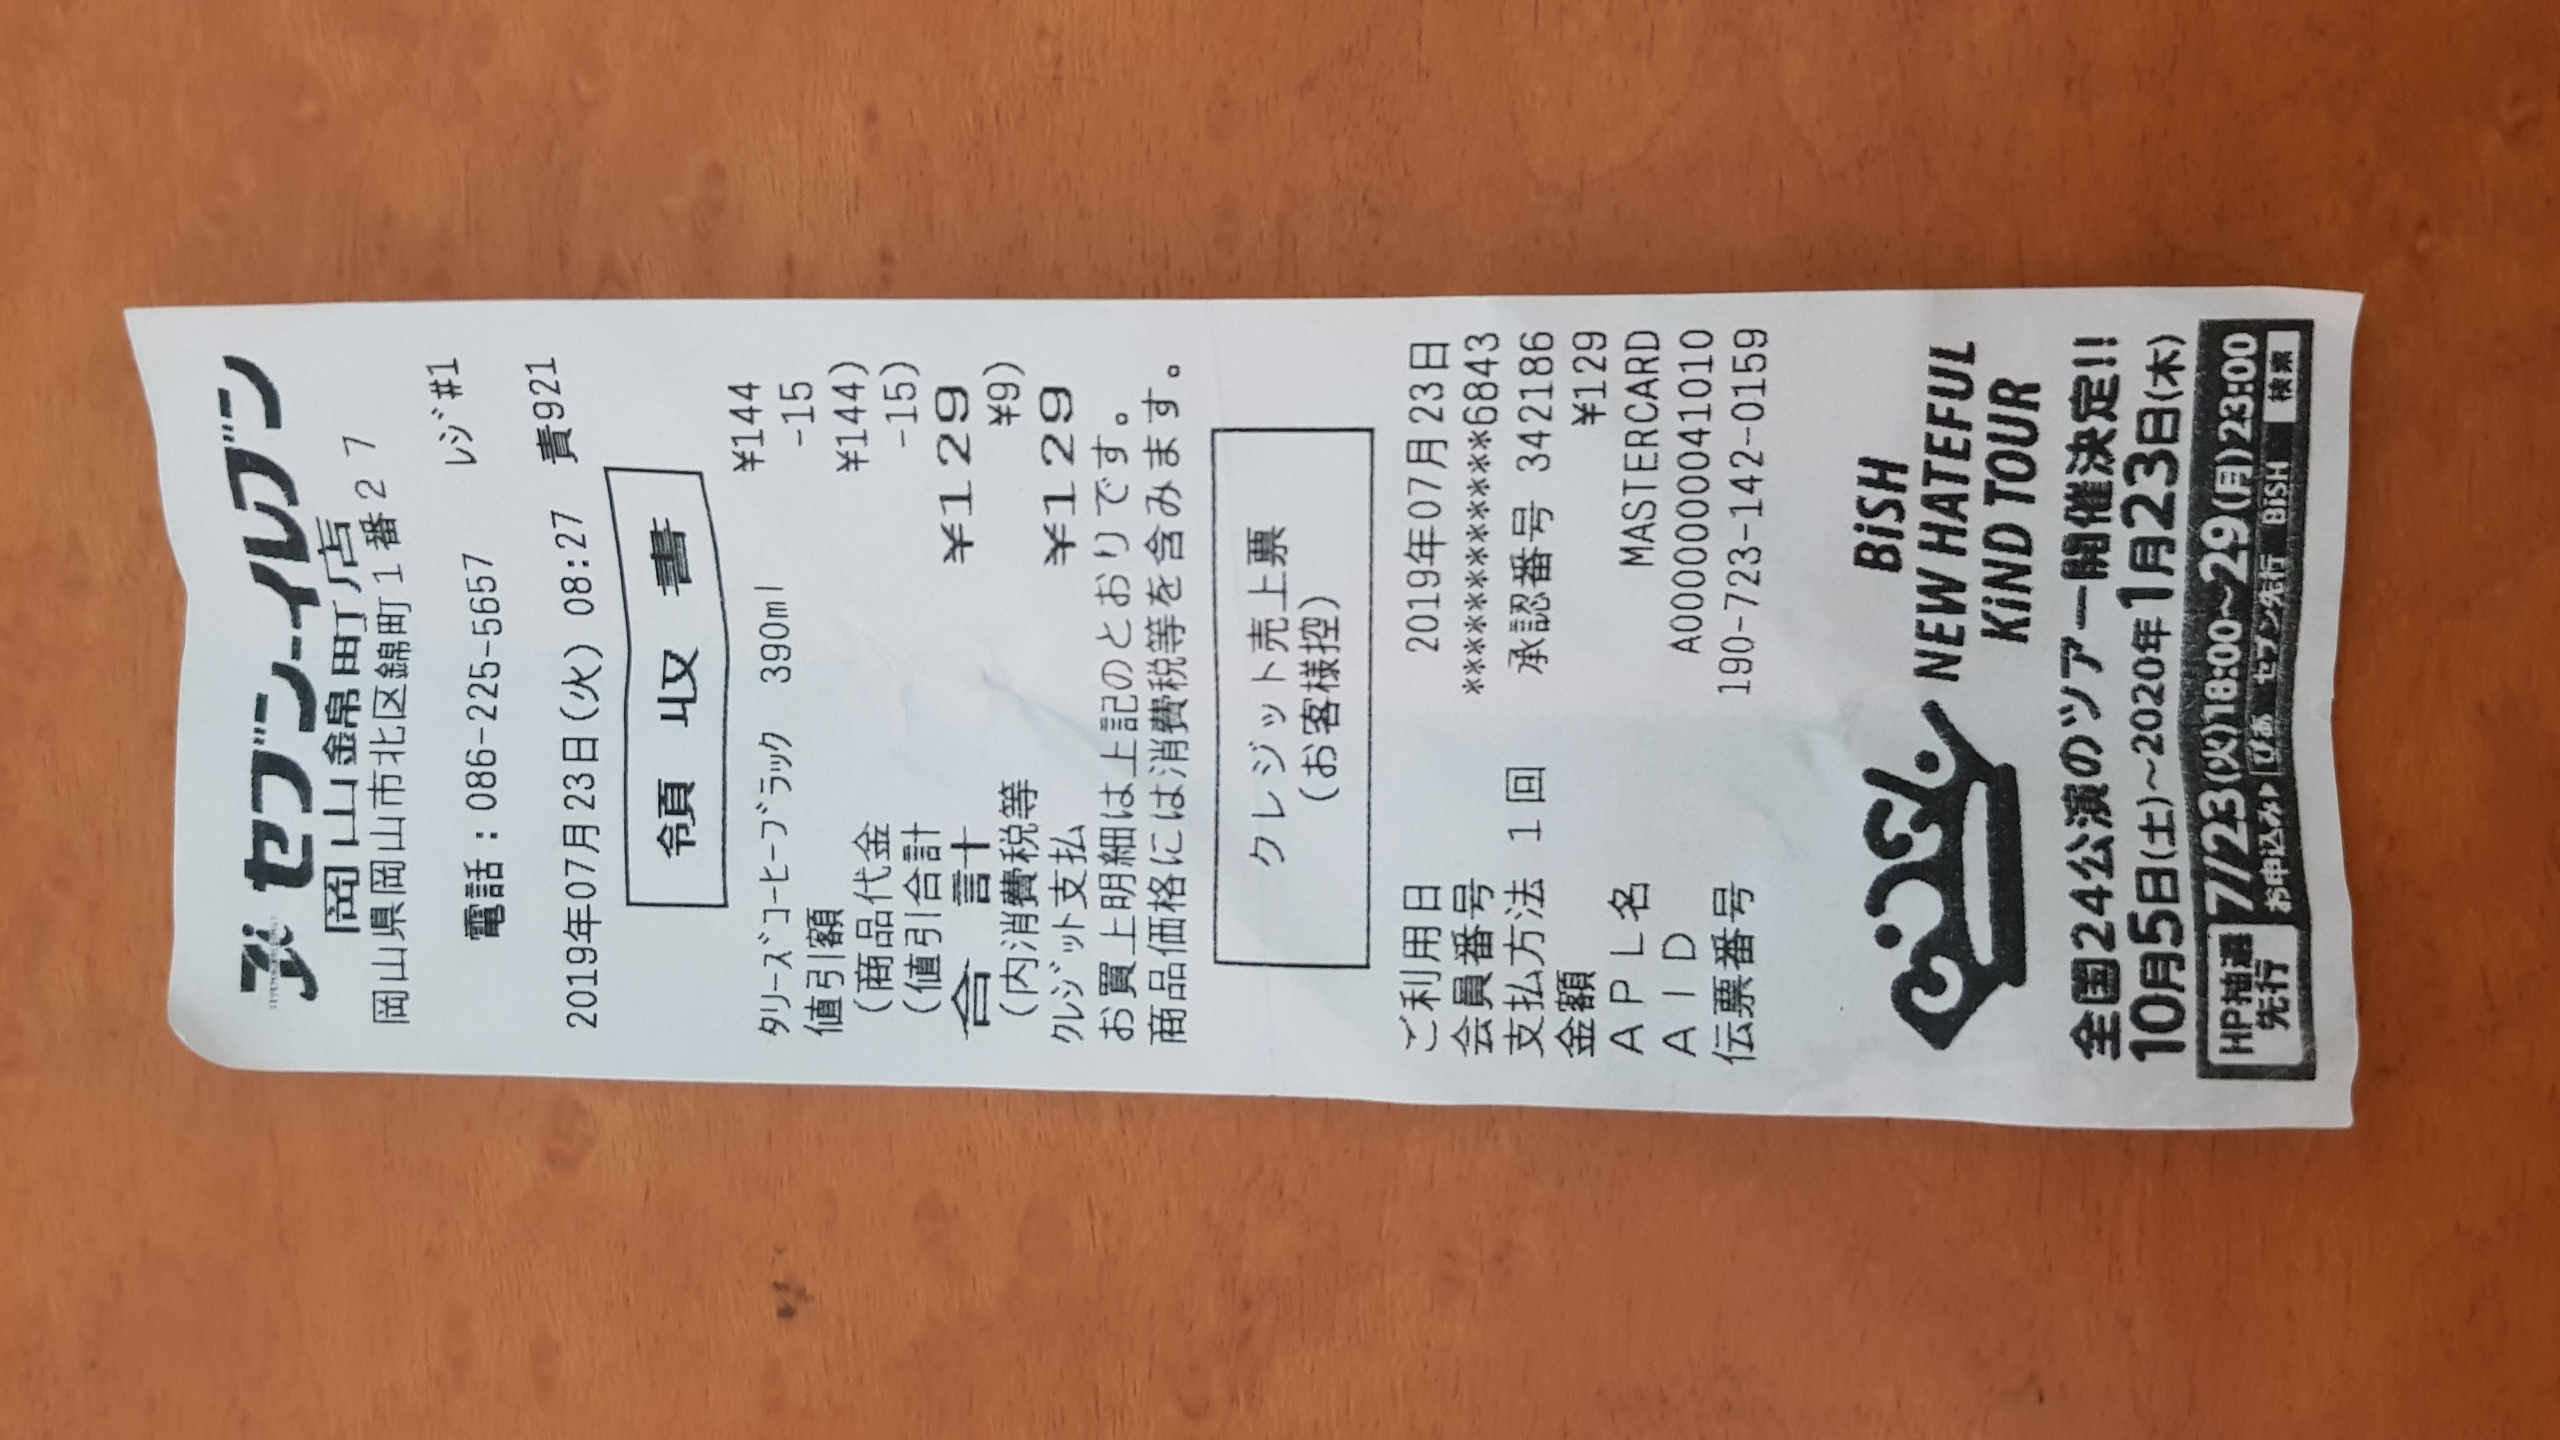 セブン-イレブン
岡山錦町店
岡山県岡山市北区錦町1番27
電話:086-225-5657 ﾚｼﾞ#1
2019年07月23日(火) 08:27 責921
領収書
ﾀﾘｰｽﾞｺｰﾋｰﾌﾞﾗｯｸ 390ml ¥144
値引額 -15
(商品代金 ¥144)
(値引合計 -15)
合計 ¥129
(内消費税等 ¥9)
ｸﾚｼﾞｯﾄ支払 ¥129
お買上明細は上記のとおりです。
商品価格には消費税等を含みます。
クレジット売上票
(お客様控)
ご利用日 2019年07月23日
会員番号 ************6843
支払方法 1回 承認番号 342186
金額 ¥129
APL名 MASTERCARD
AID A0000000041010
伝票番号 190-723-142-0159
BiSH
BiSH
NEW HATEFUL
KiND TOUR
全国24公演のツアー開催決定!!
10月5日(土)～2020年1月23日(木)
HP抽選先行 7/23(火)18:00～29(月)23:00
お申込み▶ ぴあ セブン先行 BiSH 検索